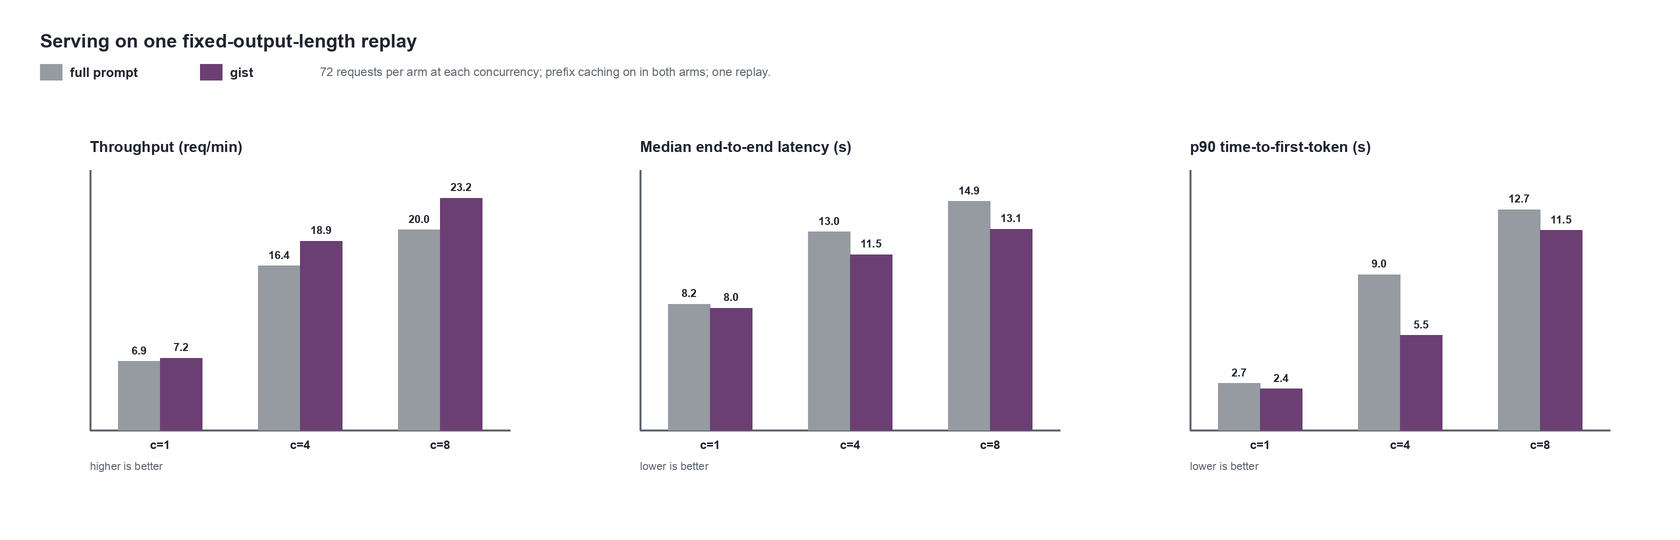 Serving on one fixed-output-length replay
full prompt gist 72 requests per arm at each concurrency; prefix caching on in both arms; one replay.
Throughput (req/min)
6.9 7.2 16.4 18.9 20.0 23.2
c=1 c=4 c=8
higher is better
Median end-to-end latency (s)
8.2 8.0 13.0 11.5 14.9 13.1
c=1 c=4 c=8
lower is better
p90 time-to-first-token (s)
2.7 2.4 9.0 5.5 12.7 11.5
c=1 c=4 c=8
lower is better